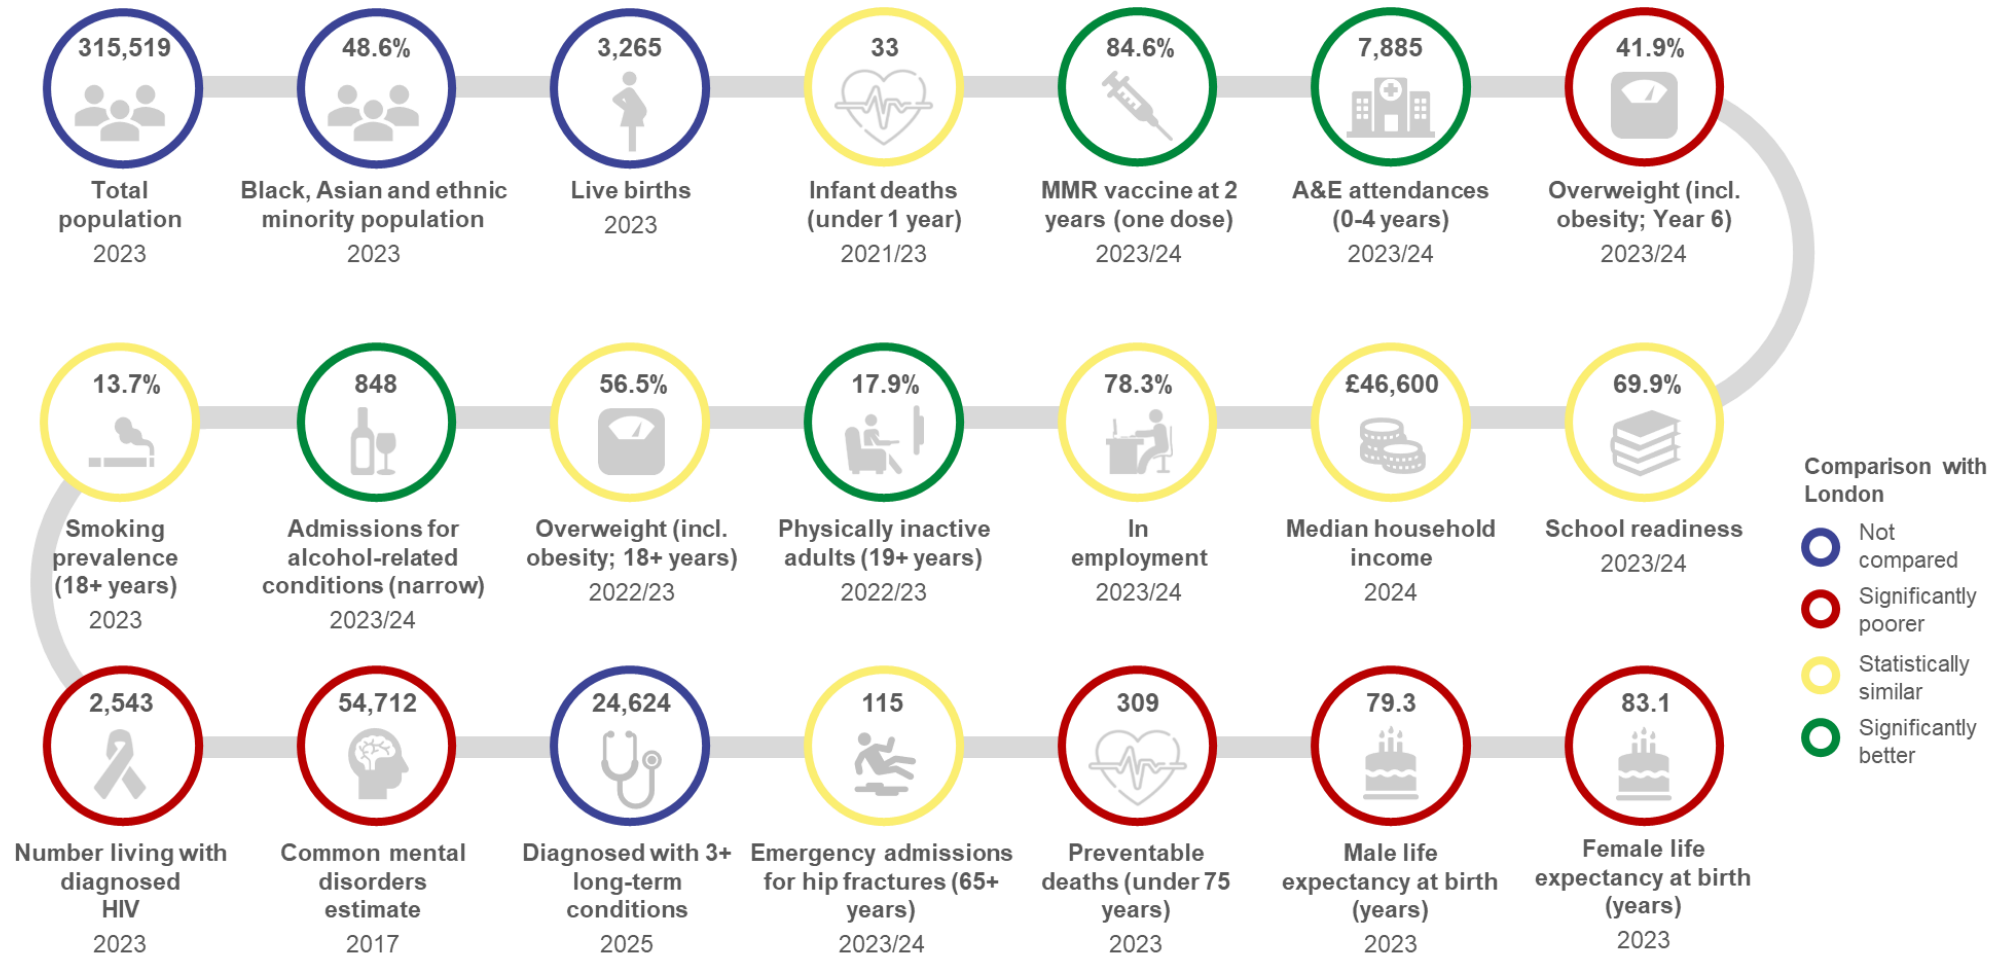 315,519
Total
population
2023
48.6%
Black, Asian and ethnic
minority population
2023
3,265
Live births
2023
33
Infant deaths
(under 1 year)
2021/23
84.6%
MMR vaccine at 2
years (one dose)
2023/24
7,885
A&E attendances
(0-4 years)
2023/24
41.9%
Overweight (incl.
obesity; Year 6)
2023/24
13.7%
Smoking
prevalence
(18+ years)
2023
848
Admissions for
alcohol-related
conditions (narrow)
2023/24
56.5%
Overweight (incl.
obesity; 18+ years)
2022/23
17.9%
Physically inactive
adults (19+ years)
2022/23
78.3%
In
employment
2023/24
£46,600
Median household
income
2024
69.9%
School readiness
2023/24
2,543
Number living with
diagnosed
HIV
2023
54,712
Common mental
disorders
estimate
2017
24,624
Diagnosed with 3+
long-term
conditions
2025
115
Emergency admissions
for hip fractures (65+
years)
2023/24
309
Preventable
deaths (under 75
years)
2023
79.3
Male life
expectancy at birth
(years)
2023
83.1
Female life
expectancy at birth
(years)
2023
Comparison with
London
Not
compared
Significantly
poorer
Statistically
similar
Significantly
better